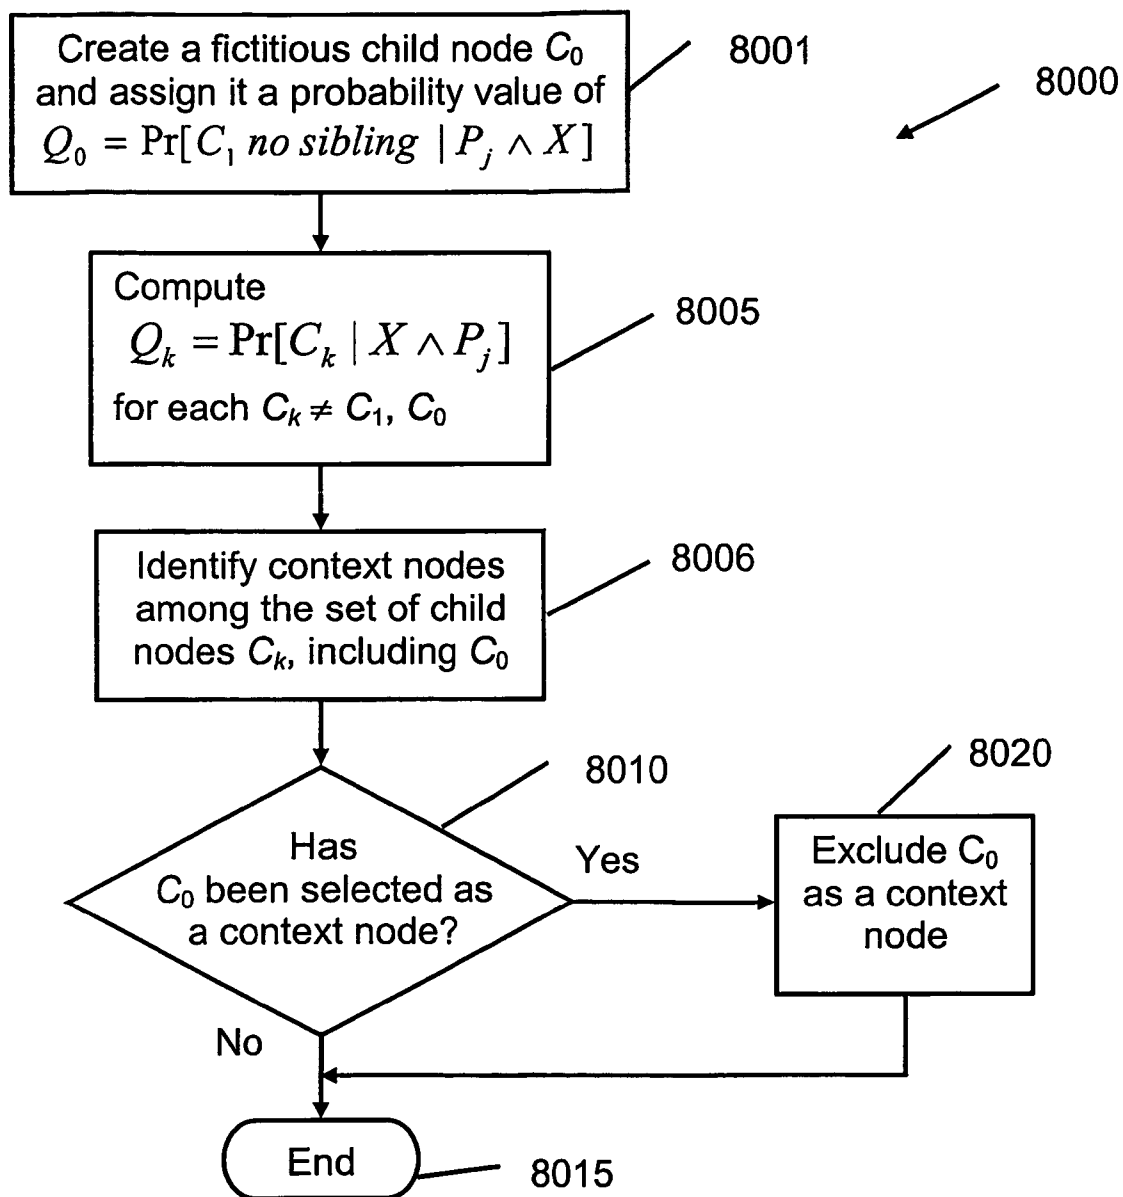 Create a fictitious child node C₀
and assign it a probability value of
Q₀ = Pr[C₁ no sibling | Pⱼ ∧ X]
8001
8000
Compute
Qₖ = Pr[Cₖ | X ∧ Pⱼ]
for each Cₖ ≠ C₁, C₀
8005
Identify context nodes
among the set of child
nodes Cₖ, including C₀
8006
Has
C₀ been selected as
a context node?
8010
Yes
No
Exclude C₀
as a context
node
8020
End
8015